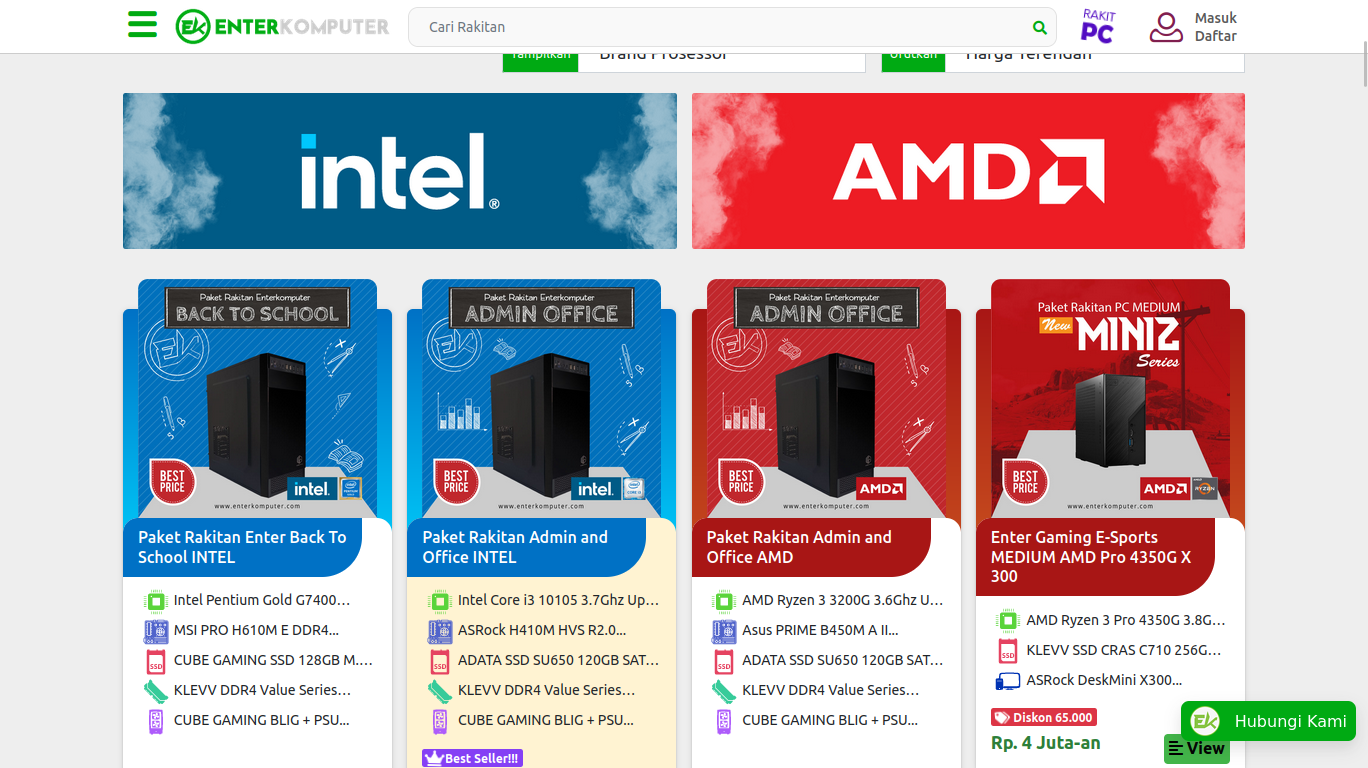 ENTERKOMPUTER
Cari Rakitan
RAKIT
PC
Masuk
Daftar
Tampilkan
Brand Prosessor
Urutkan
Harga Terendah
intel®
AMD
Paket Rakitan Enterkomputer
BACK TO SCHOOL
BEST
PRICE
intel.
www.enterkomputer.com
Paket Rakitan Enter Back To
School INTEL
Intel Pentium Gold G7400...
MSI PRO H610M E DDR4...
CUBE GAMING SSD 128GB M....
KLEVV DDR4 Value Series...
CUBE GAMING BLIG + PSU...
Paket Rakitan Enterkomputer
ADMIN OFFICE
BEST
PRICE
intel.
www.enterkomputer.com
Paket Rakitan Admin and
Office INTEL
Intel Core i3 10105 3.7Ghz Up...
ASRock H410M HVS R2.0...
ADATA SSD SU650 120GB SAT...
KLEVV DDR4 Value Series...
CUBE GAMING BLIG + PSU...
Best Seller!!!
Paket Rakitan Enterkomputer
ADMIN OFFICE
BEST
PRICE
AMD
www.enterkomputer.com
Paket Rakitan Admin and
Office AMD
AMD Ryzen 3 3200G 3.6Ghz U...
Asus PRIME B450M A II...
ADATA SSD SU650 120GB SAT...
KLEVV DDR4 Value Series...
CUBE GAMING BLIG + PSU...
Paket Rakitan PC MEDIUM
New
MINIZ
Series
BEST
PRICE
AMD
RYZEN
www.enterkomputer.com
Enter Gaming E-Sports
MEDIUM AMD Pro 4350G X
300
AMD Ryzen 3 Pro 4350G 3.8G...
KLEVV SSD CRAS C710 256G...
ASRock DeskMini X300...
Diskon 65.000
Rp. 4 Juta-an
View
Hubungi Kami